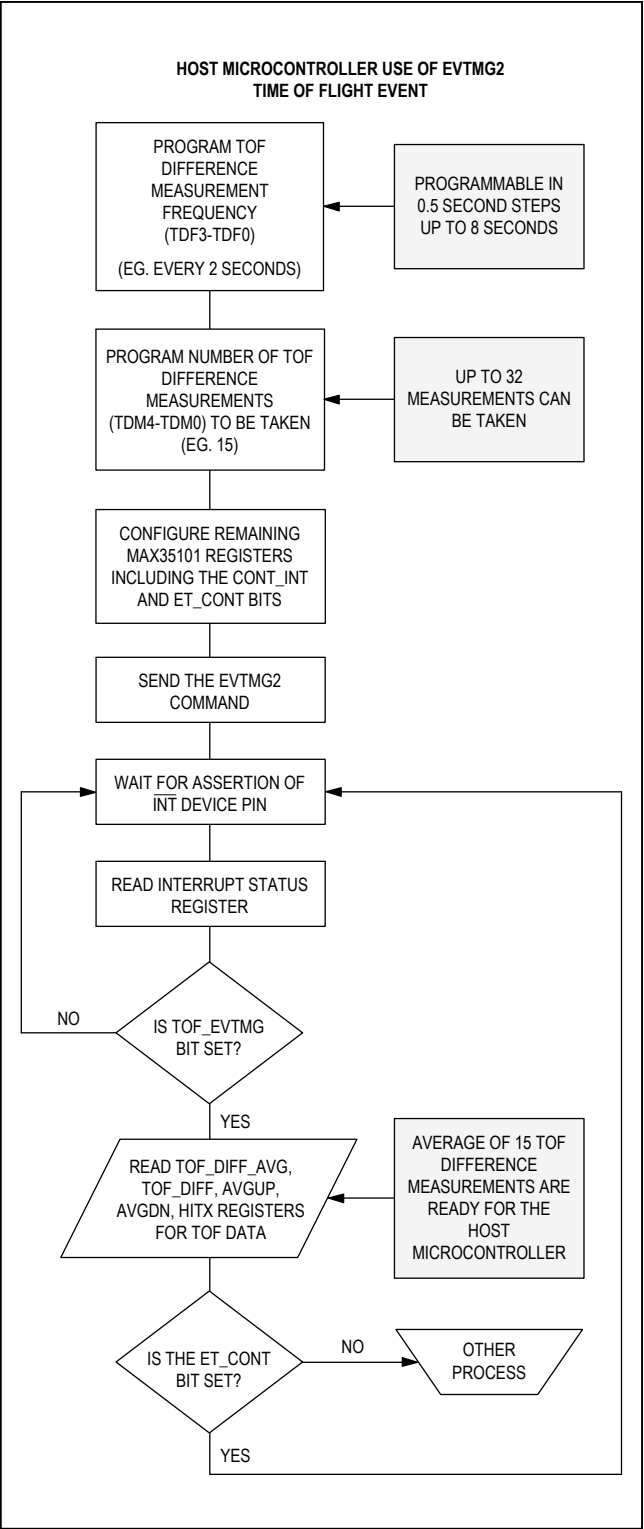 HOST MICROCONTROLLER USE OF EVTMG2
TIME OF FLIGHT EVENT
PROGRAM TOF
DIFFERENCE
MEASUREMENT
FREQUENCY
(TDF3-TDF0)
(EG. EVERY 2 SECONDS)
PROGRAMMABLE IN
0.5 SECOND STEPS
UP TO 8 SECONDS
PROGRAM NUMBER OF TOF
DIFFERENCE
MEASUREMENTS
(TDM4-TDM0) TO BE TAKEN
(EG. 15)
UP TO 32
MEASUREMENTS CAN
BE TAKEN
CONFIGURE REMAINING
MAX35101 REGISTERS
INCLUDING THE CONT_INT
AND ET_CONT BITS
SEND THE EVTMG2
COMMAND
WAIT FOR ASSERTION OF
I̅N̅T̅ DEVICE PIN
READ INTERRUPT STATUS
REGISTER
NO
IS TOF_EVTMG
BIT SET?
YES
READ TOF_DIFF_AVG,
TOF_DIFF, AVGUP,
AVGDN, HITX REGISTERS
FOR TOF DATA
AVERAGE OF 15 TOF
DIFFERENCE
MEASUREMENTS ARE
READY FOR THE
HOST
MICROCONTROLLER
IS THE ET_CONT
BIT SET?
NO
OTHER
PROCESS
YES